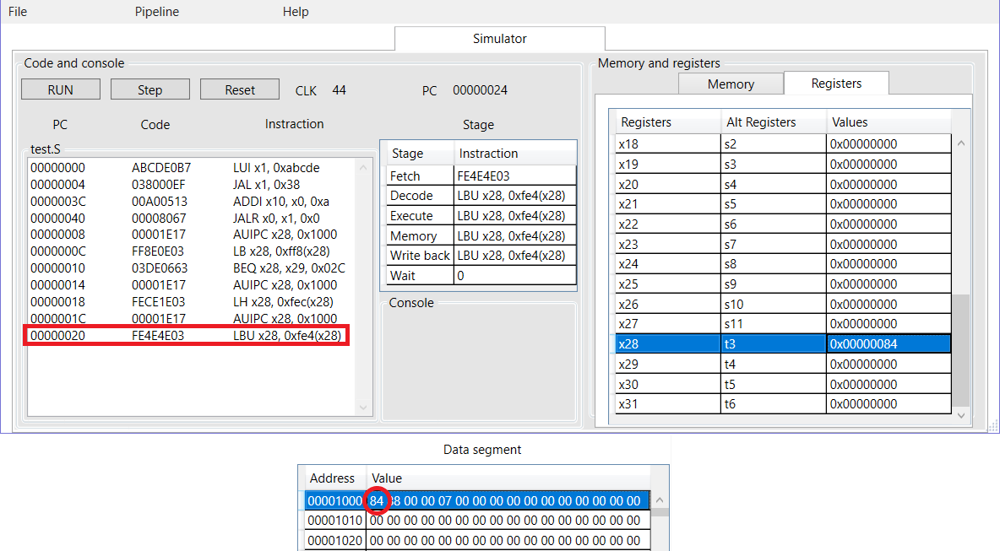 File Pipeline Help
Simulator
Code and console
RUN Step Reset CLK 44 PC 00000024
PC Code Instraction
test.S
00000000 ABCDE0B7 LUI x1, 0xabcde
00000004 038000EF JAL x1, 0x38
0000003C 00A00513 ADDI x10, x0, 0xa
00000040 00008067 JALR x0, x1, 0x0
00000008 00001E17 AUIPC x28, 0x1000
0000000C FF8E0E03 LB x28, 0xff8(x28)
00000010 03DE0663 BEQ x28, x29, 0x02C
00000014 00001E17 AUIPC x28, 0x1000
00000018 FECE1E03 LH x28, 0xfec(x28)
0000001C 00001E17 AUIPC x28, 0x1000
00000020 FE4E4E03 LBU x28, 0xfe4(x28)
Stage
Stage Instraction
Fetch FE4E4E03
Decode LBU x28, 0xfe4(x28)
Execute LBU x28, 0xfe4(x28)
Memory LBU x28, 0xfe4(x28)
Write back LBU x28, 0xfe4(x28)
Wait 0
Console
Memory and registers
Memory Registers
Registers Alt Registers Values
x18 s2 0x00000000
x19 s3 0x00000000
x20 s4 0x00000000
x21 s5 0x00000000
x22 s6 0x00000000
x23 s7 0x00000000
x24 s8 0x00000000
x25 s9 0x00000000
x26 s10 0x00000000
x27 s11 0x00000000
x28 t3 0x00000084
x29 t4 0x00000000
x30 t5 0x00000000
x31 t6 0x00000000
Data segment
Address Value
00001000 84 38 00 00 07 00 00 00 00 00 00 00 00 00 00 00
00001010 00 00 00 00 00 00 00 00 00 00 00 00 00 00 00 00
00001020 00 00 00 00 00 00 00 00 00 00 00 00 00 00 00 00